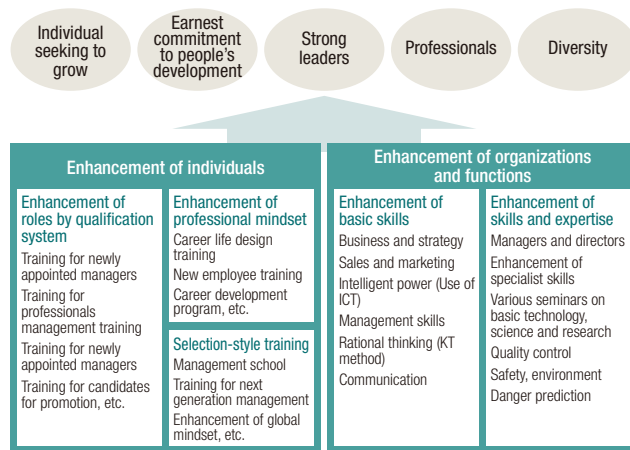 Individual
seeking to
grow
Earnest
commitment
to people's
development
Strong
leaders
Professionals
Diversity
Enhancement of individuals
Enhancement of
roles by qualification
system
Training for newly
appointed managers
Training for
professionals
management training
Training for newly
appointed managers
Training for candidates
for promotion, etc.
Enhancement of
professional mindset
Career life design
training
New employee training
Career development
program, etc.
Selection-style training
Management school
Training for next
generation management
Enhancement of global
mindset, etc.
Enhancement of organizations
and functions
Enhancement of
basic skills
Business and strategy
Sales and marketing
Intelligent power (Use of
ICT)
Management skills
Rational thinking (KT
method)
Communication
Enhancement of
skills and expertise
Managers and directors
Enhancement of
specialist skills
Various seminars on
basic technology,
science and research
Quality control
Safety, environment
Danger prediction